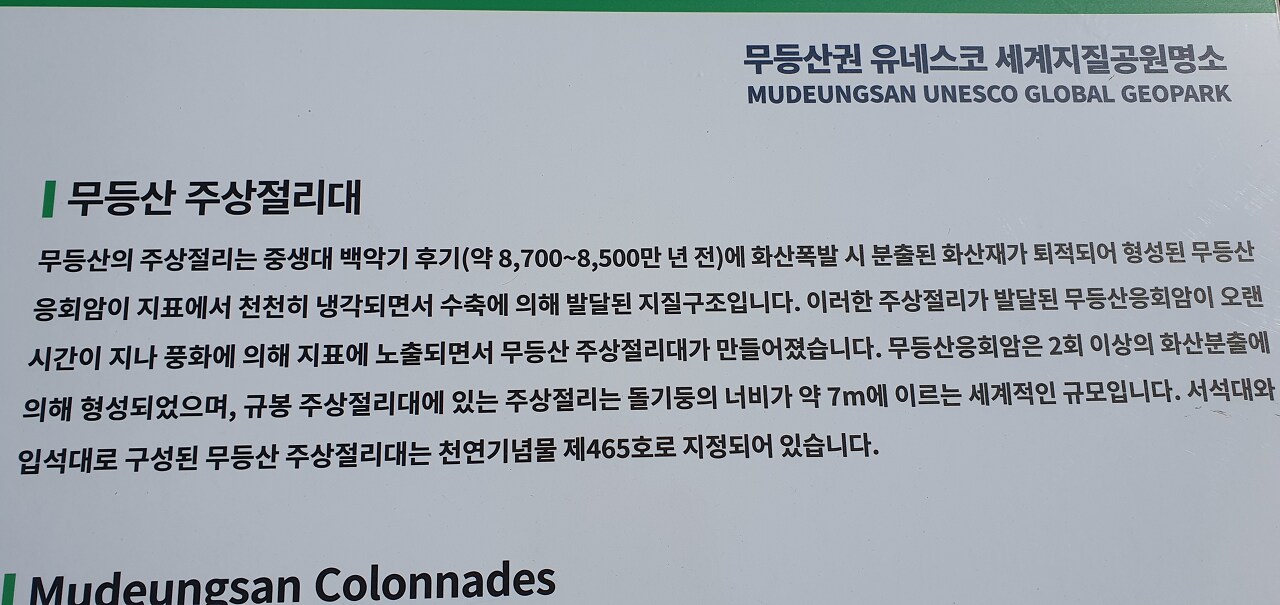 무등산권 유네스코 세계지질공원명소
MUDEUNGSAN UNESCO GLOBAL GEOPARK
무등산 주상절리대
무등산의 주상절리는 중생대 백악기 후기(약 8,700~8,500만 년 전)에 화산폭발 시 분출된 화산재가 퇴적되어 형성된 무등산
응회암이 지표에서 천천히 냉각되면서 수축에 의해 발달된 지질구조입니다. 이러한 주상절리가 발달된 무등산응회암이 오랜
시간이 지나 풍화에 의해 지표에 노출되면서 무등산 주상절리대가 만들어졌습니다. 무등산응회암은 2회 이상의 화산분출에
의해 형성되었으며, 규봉 주상절리대에 있는 주상절리는 돌기둥의 너비가 약 7m에 이르는 세계적인 규모입니다. 서석대와
입석대로 구성된 무등산 주상절리대는 천연기념물 제465호로 지정되어 있습니다.
Mudeungsan Colonnades